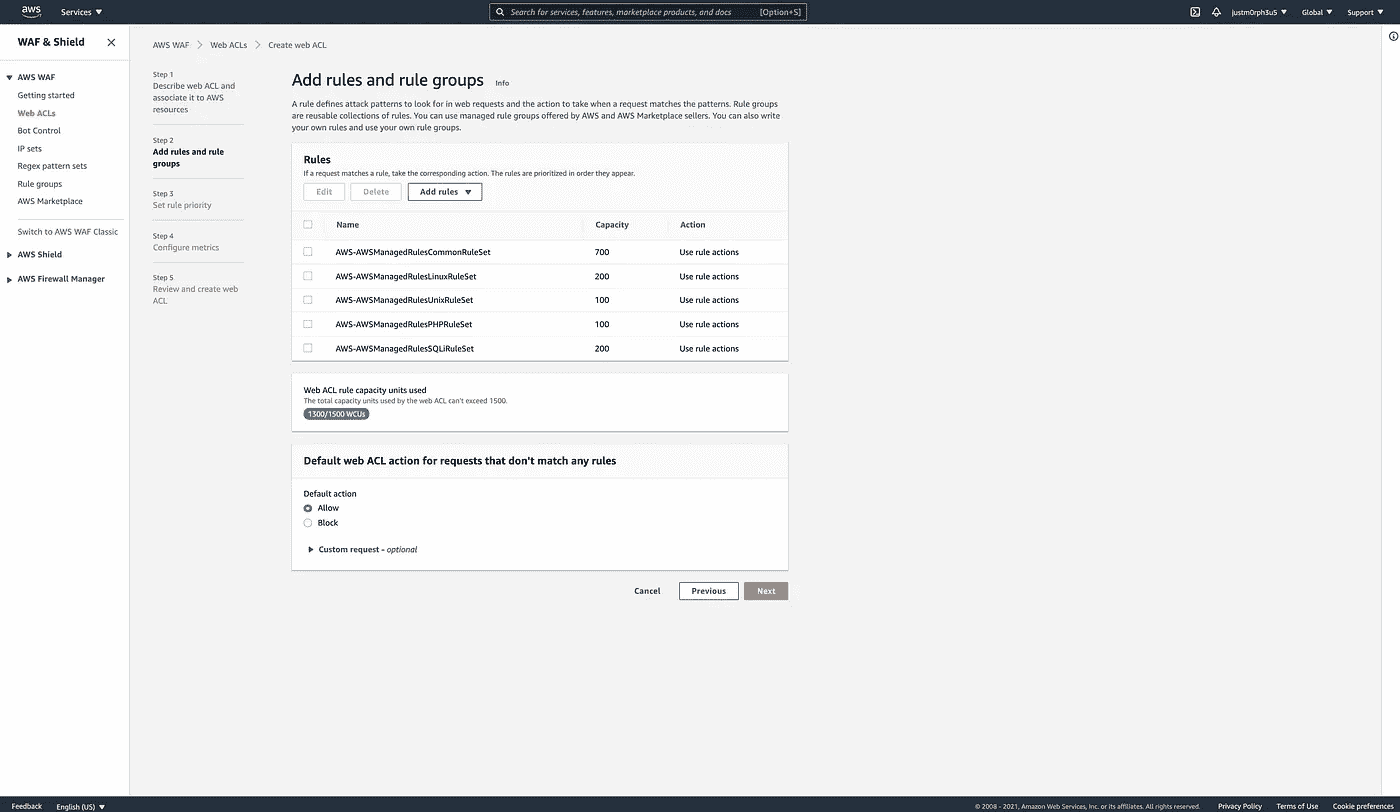 aws
Services
Search for services, features, marketplace products, and docs [Option+S]
justm0rph3u5
Global
Support
WAF & Shield
AWS WAF
Getting started
Web ACLs
Bot Control
IP sets
Regex pattern sets
Rule groups
AWS Marketplace
Switch to AWS WAF Classic
AWS Shield
AWS Firewall Manager
AWS WAF > Web ACLs > Create web ACL
Step 1
Describe web ACL and
associate it to AWS
resources
Step 2
Add rules and rule
groups
Step 3
Set rule priority
Step 4
Configure metrics
Step 5
Review and create web
ACL
Add rules and rule groups Info
A rule defines attack patterns to look for in web requests and the action to take when a request matches the patterns. Rule groups
are reusable collections of rules. You can use managed rule groups offered by AWS and AWS Marketplace sellers. You can also write
your own rules and use your own rule groups.
Rules
If a request matches a rule, take the corresponding action. The rules are prioritized in order they appear.
Edit Delete Add rules
Name Capacity Action
AWS-AWSManagedRulesCommonRuleSet 700 Use rule actions
AWS-AWSManagedRulesLinuxRuleSet 200 Use rule actions
AWS-AWSManagedRulesUnixRuleSet 100 Use rule actions
AWS-AWSManagedRulesPHPRuleSet 100 Use rule actions
AWS-AWSManagedRulesSQLiRuleSet 200 Use rule actions
Web ACL rule capacity units used
The total capacity units used by the web ACL can't exceed 1500.
1300/1500 WCUs
Default web ACL action for requests that don't match any rules
Default action
Allow
Block
Custom request - optional
Cancel Previous Next
Feedback English (US) © 2008 - 2021, Amazon Web Services, Inc. or its affiliates. All rights reserved. Privacy Policy Terms of Use Cookie preferences